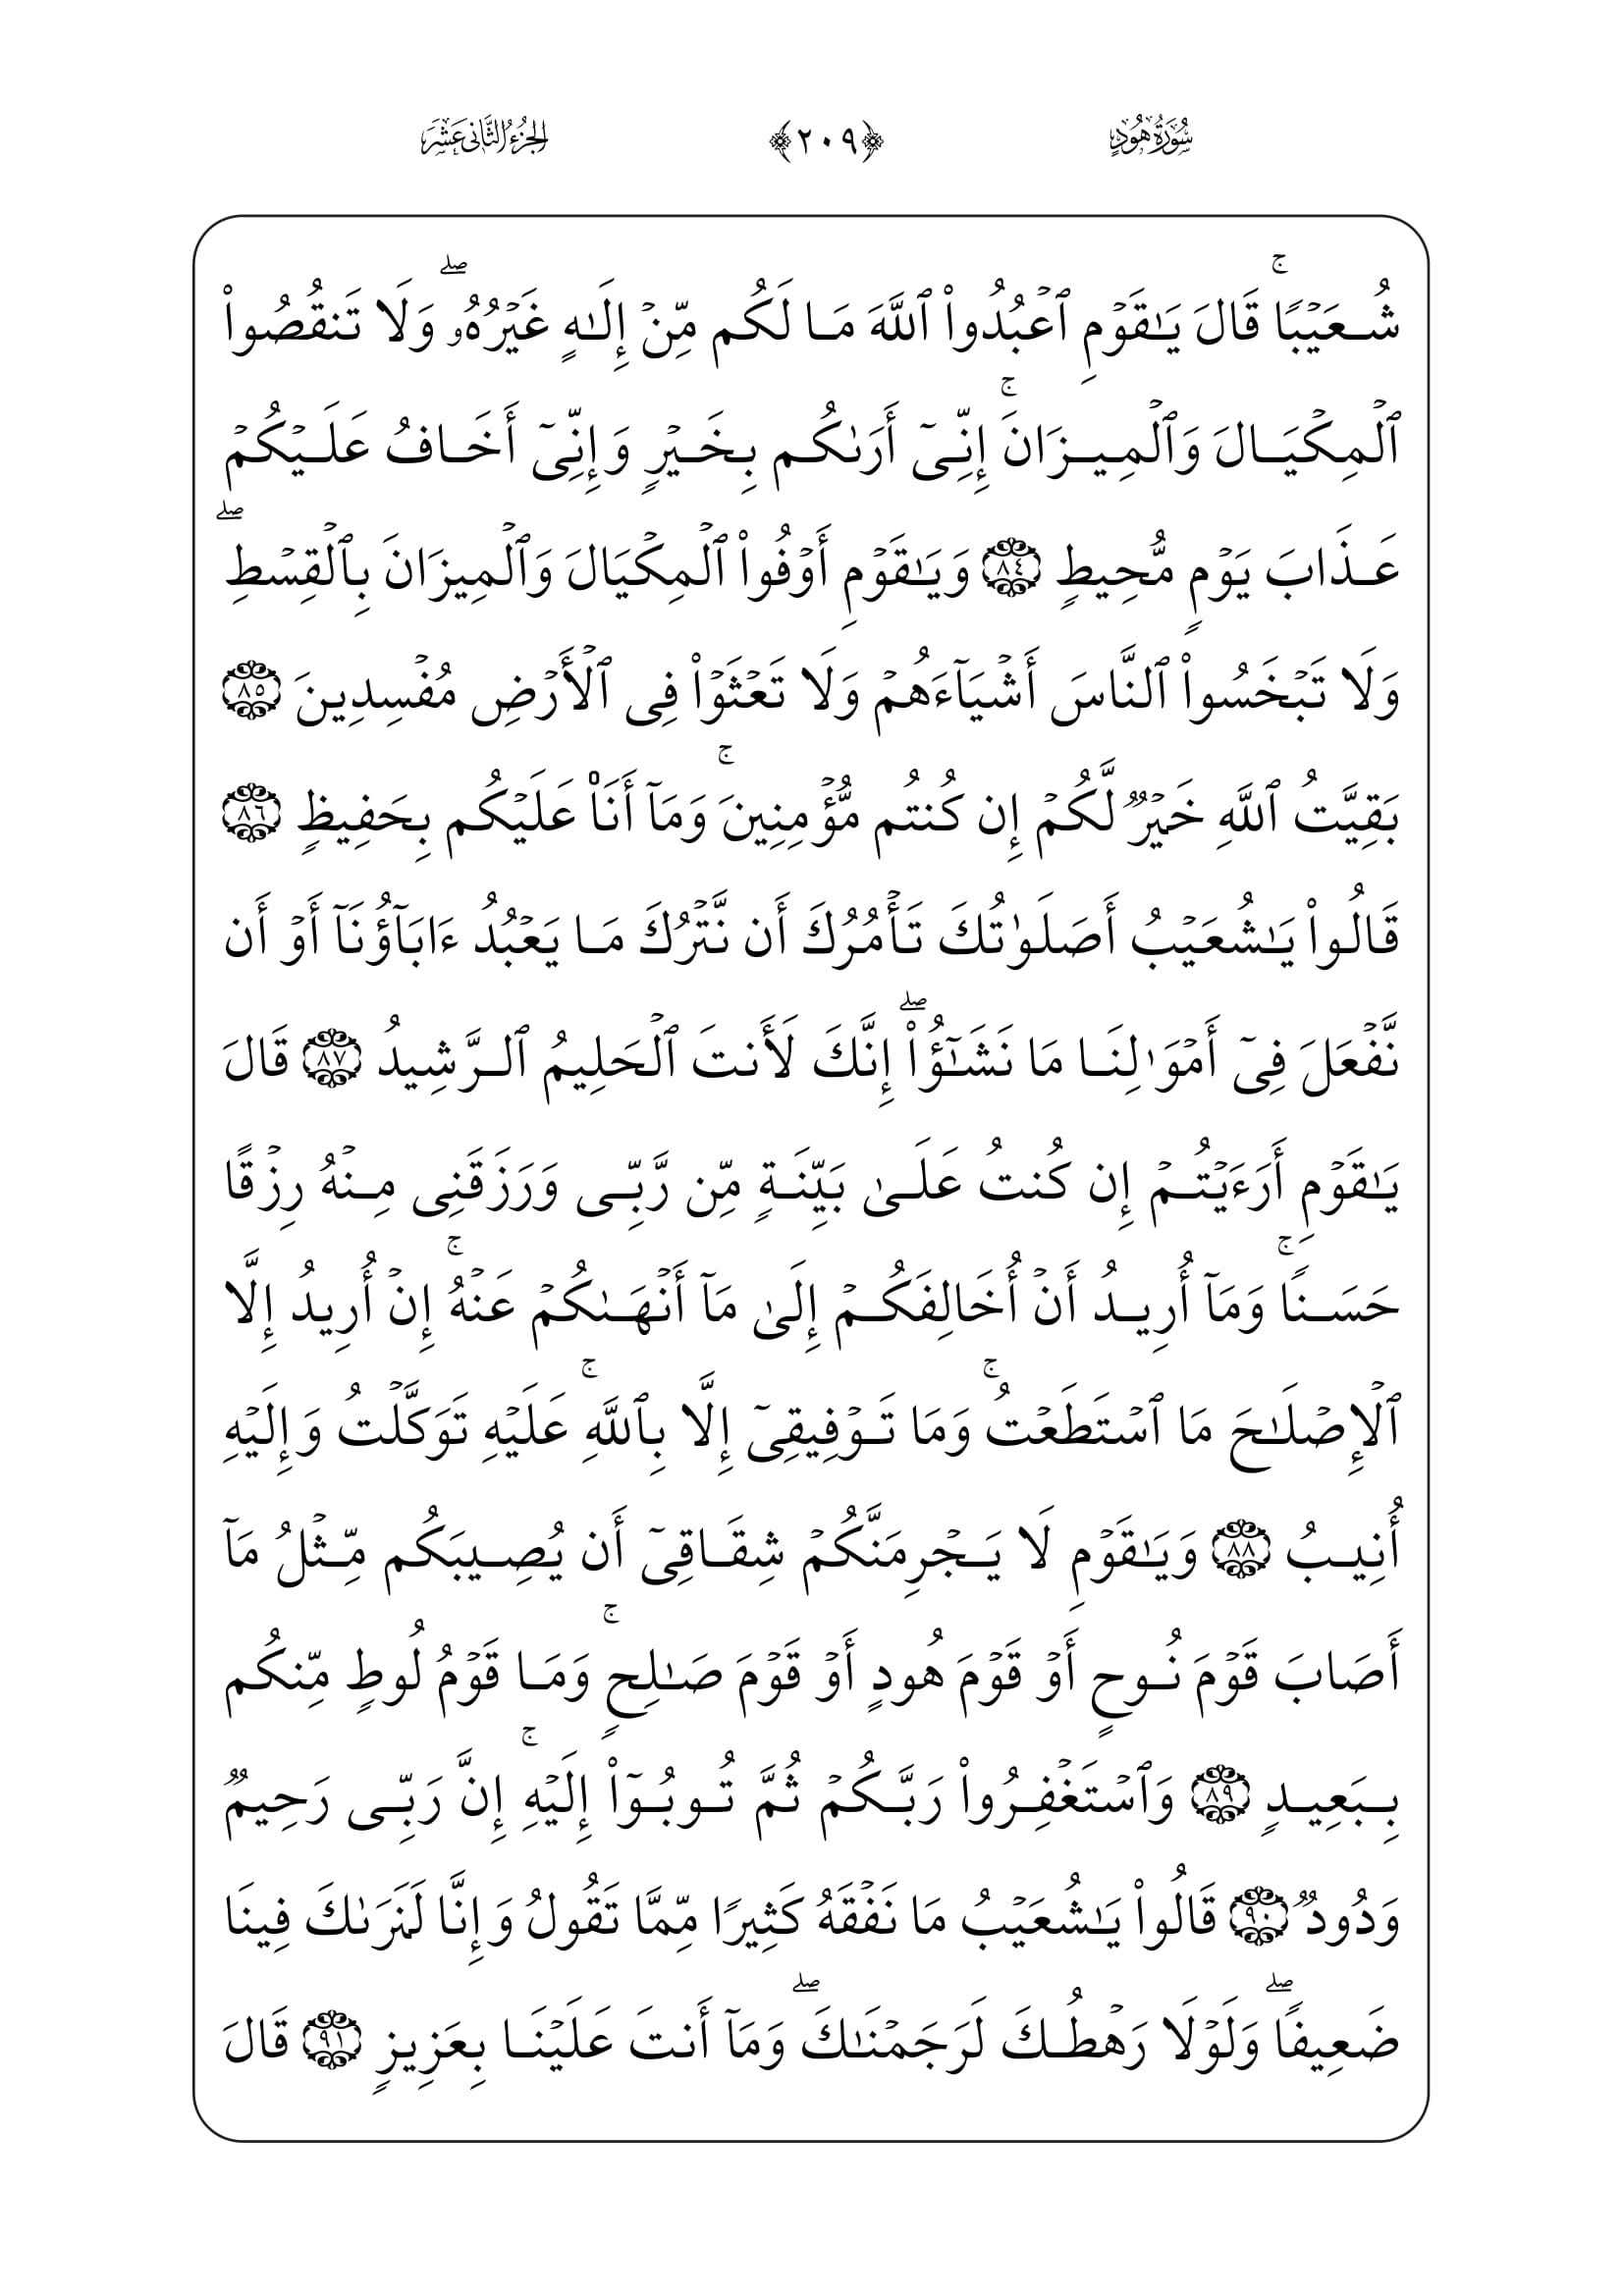 سُورَةُ هُودٍ ﴿٢٠٩﴾ الجُزْءُ الثَّانِي عَشَرَ
شُعَيۡبٗاۚ قَالَ يَٰقَوۡمِ ٱعۡبُدُواْ ٱللَّهَ مَا لَكُم مِّنۡ إِلَٰهٍ غَيۡرُهُۥۖ وَلَا تَنقُصُواْ
ٱلۡمِكۡيَالَ وَٱلۡمِيزَانَۚ إِنِّيٓ أَرَىٰكُم بِخَيۡرٖ وَإِنِّيٓ أَخَافُ عَلَيۡكُمۡ
عَذَابَ يَوۡمٖ مُّحِيطٖ ٨٤ وَيَٰقَوۡمِ أَوۡفُواْ ٱلۡمِكۡيَالَ وَٱلۡمِيزَانَ بِٱلۡقِسۡطِۖ
وَلَا تَبۡخَسُواْ ٱلنَّاسَ أَشۡيَآءَهُمۡ وَلَا تَعۡثَوۡاْ فِي ٱلۡأَرۡضِ مُفۡسِدِينَ ٨٥
بَقِيَّتُ ٱللَّهِ خَيۡرٞ لَّكُمۡ إِن كُنتُم مُّؤۡمِنِينَۚ وَمَآ أَنَا۠ عَلَيۡكُم بِحَفِيظٖ ٨٦
قَالُواْ يَٰشُعَيۡبُ أَصَلَوٰتُكَ تَأۡمُرُكَ أَن نَّتۡرُكَ مَا يَعۡبُدُ ءَابَآؤُنَآ أَوۡ أَن
نَّفۡعَلَ فِيٓ أَمۡوَٰلِنَا مَا نَشَٰٓؤُاْۖ إِنَّكَ لَأَنتَ ٱلۡحَلِيمُ ٱلرَّشِيدُ ٨٧ قَالَ
يَٰقَوۡمِ أَرَءَيۡتُمۡ إِن كُنتُ عَلَىٰ بَيِّنَةٖ مِّن رَّبِّي وَرَزَقَنِي مِنۡهُ رِزۡقًا
حَسَنٗاۚ وَمَآ أُرِيدُ أَنۡ أُخَالِفَكُمۡ إِلَىٰ مَآ أَنۡهَىٰكُمۡ عَنۡهُۚ إِنۡ أُرِيدُ إِلَّا
ٱلۡإِصۡلَٰحَ مَا ٱسۡتَطَعۡتُۚ وَمَا تَوۡفِيقِيٓ إِلَّا بِٱللَّهِۚ عَلَيۡهِ تَوَكَّلۡتُ وَإِلَيۡهِ
أُنِيبُ ٨٨ وَيَٰقَوۡمِ لَا يَجۡرِمَنَّكُمۡ شِقَاقِيٓ أَن يُصِيبَكُم مِّثۡلُ مَآ
أَصَابَ قَوۡمَ نُوحٍ أَوۡ قَوۡمَ هُودٍ أَوۡ قَوۡمَ صَٰلِحٖۚ وَمَا قَوۡمُ لُوطٖ مِّنكُم
بِبَعِيدٖ ٨٩ وَٱسۡتَغۡفِرُواْ رَبَّكُمۡ ثُمَّ تُوبُوٓاْ إِلَيۡهِۚ إِنَّ رَبِّي رَحِيمٞ
وَدُودٞ ٩٠ قَالُواْ يَٰشُعَيۡبُ مَا نَفۡقَهُ كَثِيرٗا مِّمَّا تَقُولُ وَإِنَّا لَنَرَىٰكَ فِينَا
ضَعِيفٗاۖ وَلَوۡلَا رَهۡطُكَ لَرَجَمۡنَٰكَۖ وَمَآ أَنتَ عَلَيۡنَا بِعَزِيزٖ ٩١ قَالَ